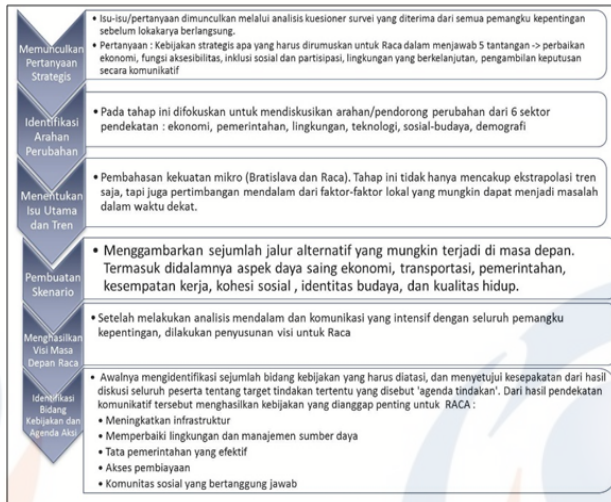 Memunculkan
Pertanyaan
Strategis
• Isu-isu/pertanyaan dimunculkan melalui analisis kuesioner survei yang diterima dari semua pemangku kepentingan
sebelum lokakarya berlangsung.
• Pertanyaan : Kebijakan strategis apa yang harus dirumuskan untuk Raca dalam menjawab 5 tantangan -> perbaikan
ekonomi, fungsi aksesibilitas, inklusi sosial dan partisipasi, lingkungan yang berkelanjutan, pengambilan keputusan
secara komunikatif
Identifikasi
Arahan
Perubahan
• Pada tahap ini difokuskan untuk mendiskusikan arahan/pendorong perubahan dari 6 sektor
pendekatan : ekonomi, pemerintahan, lingkungan, teknologi, sosial-budaya, demografi
Menentukan
Isu Utama
dan Tren
• Pembahasan kekuatan mikro (Bratislava dan Raca). Tahap ini tidak hanya mencakup ekstrapolasi tren
saja, tapi juga pertimbangan mendalam dari faktor-faktor lokal yang mungkin dapat menjadi masalah
dalam waktu dekat.
Pembuatan
Skenario
• Menggambarkan sejumlah jalur alternatif yang mungkin terjadi di masa depan.
Termasuk didalamnya aspek daya saing ekonomi, transportasi, pemerintahan,
kesempatan kerja, kohesi sosial , identitas budaya, dan kualitas hidup.
Menghasilkan
Visi Masa
Depan Raca
• Setelah melakukan analisis mendalam dan komunikasi yang intensif dengan seluruh pemangku
kepentingan, dilakukan penyusunan visi untuk Raca
Identifikasi
Bidang
Kebijakan dan
Agenda Aksi
• Awalnya mengidentifikasi sejumlah bidang kebijakan yang harus diatasi, dan menyetujui kesepakatan dari hasil
diskusi seluruh peserta tentang target tindakan tertentu yang disebut 'agenda tindakan'. Dari hasil pendekatan
komunikatif tersebut menghasilkan kebijakan yang dianggap penting untuk RACA :
• Meningkatkan infrastruktur
• Memperbaiki lingkungan dan manajemen sumber daya
• Tata pemerintahan yang efektif
• Akses pembiayaan
• Komunitas sosial yang bertanggung jawab